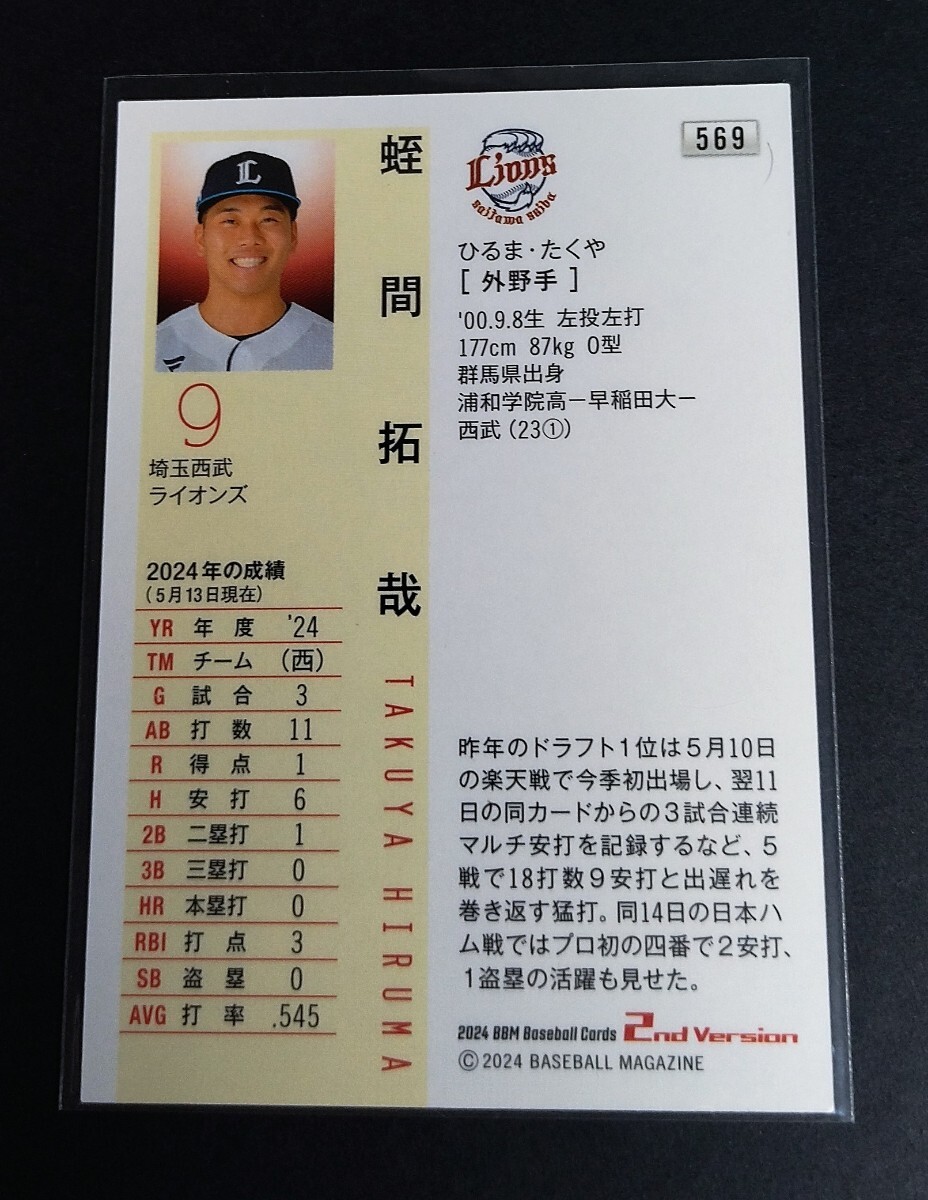 569
L
Lions
saitama seibu
蛭間拓哉 TAKUYA HIRUMA
9
埼玉西武
ライオンズ
ひるま・たくや
[ 外野手 ]
'00.9.8生 左投左打
177cm 87kg O型
群馬県出身
浦和学院高－早稲田大－
西武（23①）
2024年の成績
（5月13日現在）
YR 年度 '24
TM チーム （西）
G 試合 3
AB 打数 11
R 得点 1
H 安打 6
2B 二塁打 1
3B 三塁打 0
HR 本塁打 0
RBI 打点 3
SB 盗塁 0
AVG 打率 .545
昨年のドラフト１位は５月10日
の楽天戦で今季初出場し、翌11
日の同カードからの３試合連続
マルチ安打を記録するなど、５
戦で18打数９安打と出遅れを
巻き返す猛打。同14日の日本ハ
ム戦ではプロ初の四番で２安打、
１盗塁の活躍も見せた。
2024 BBM Baseball Cards 2nd Version
©2024 BASEBALL MAGAZINE